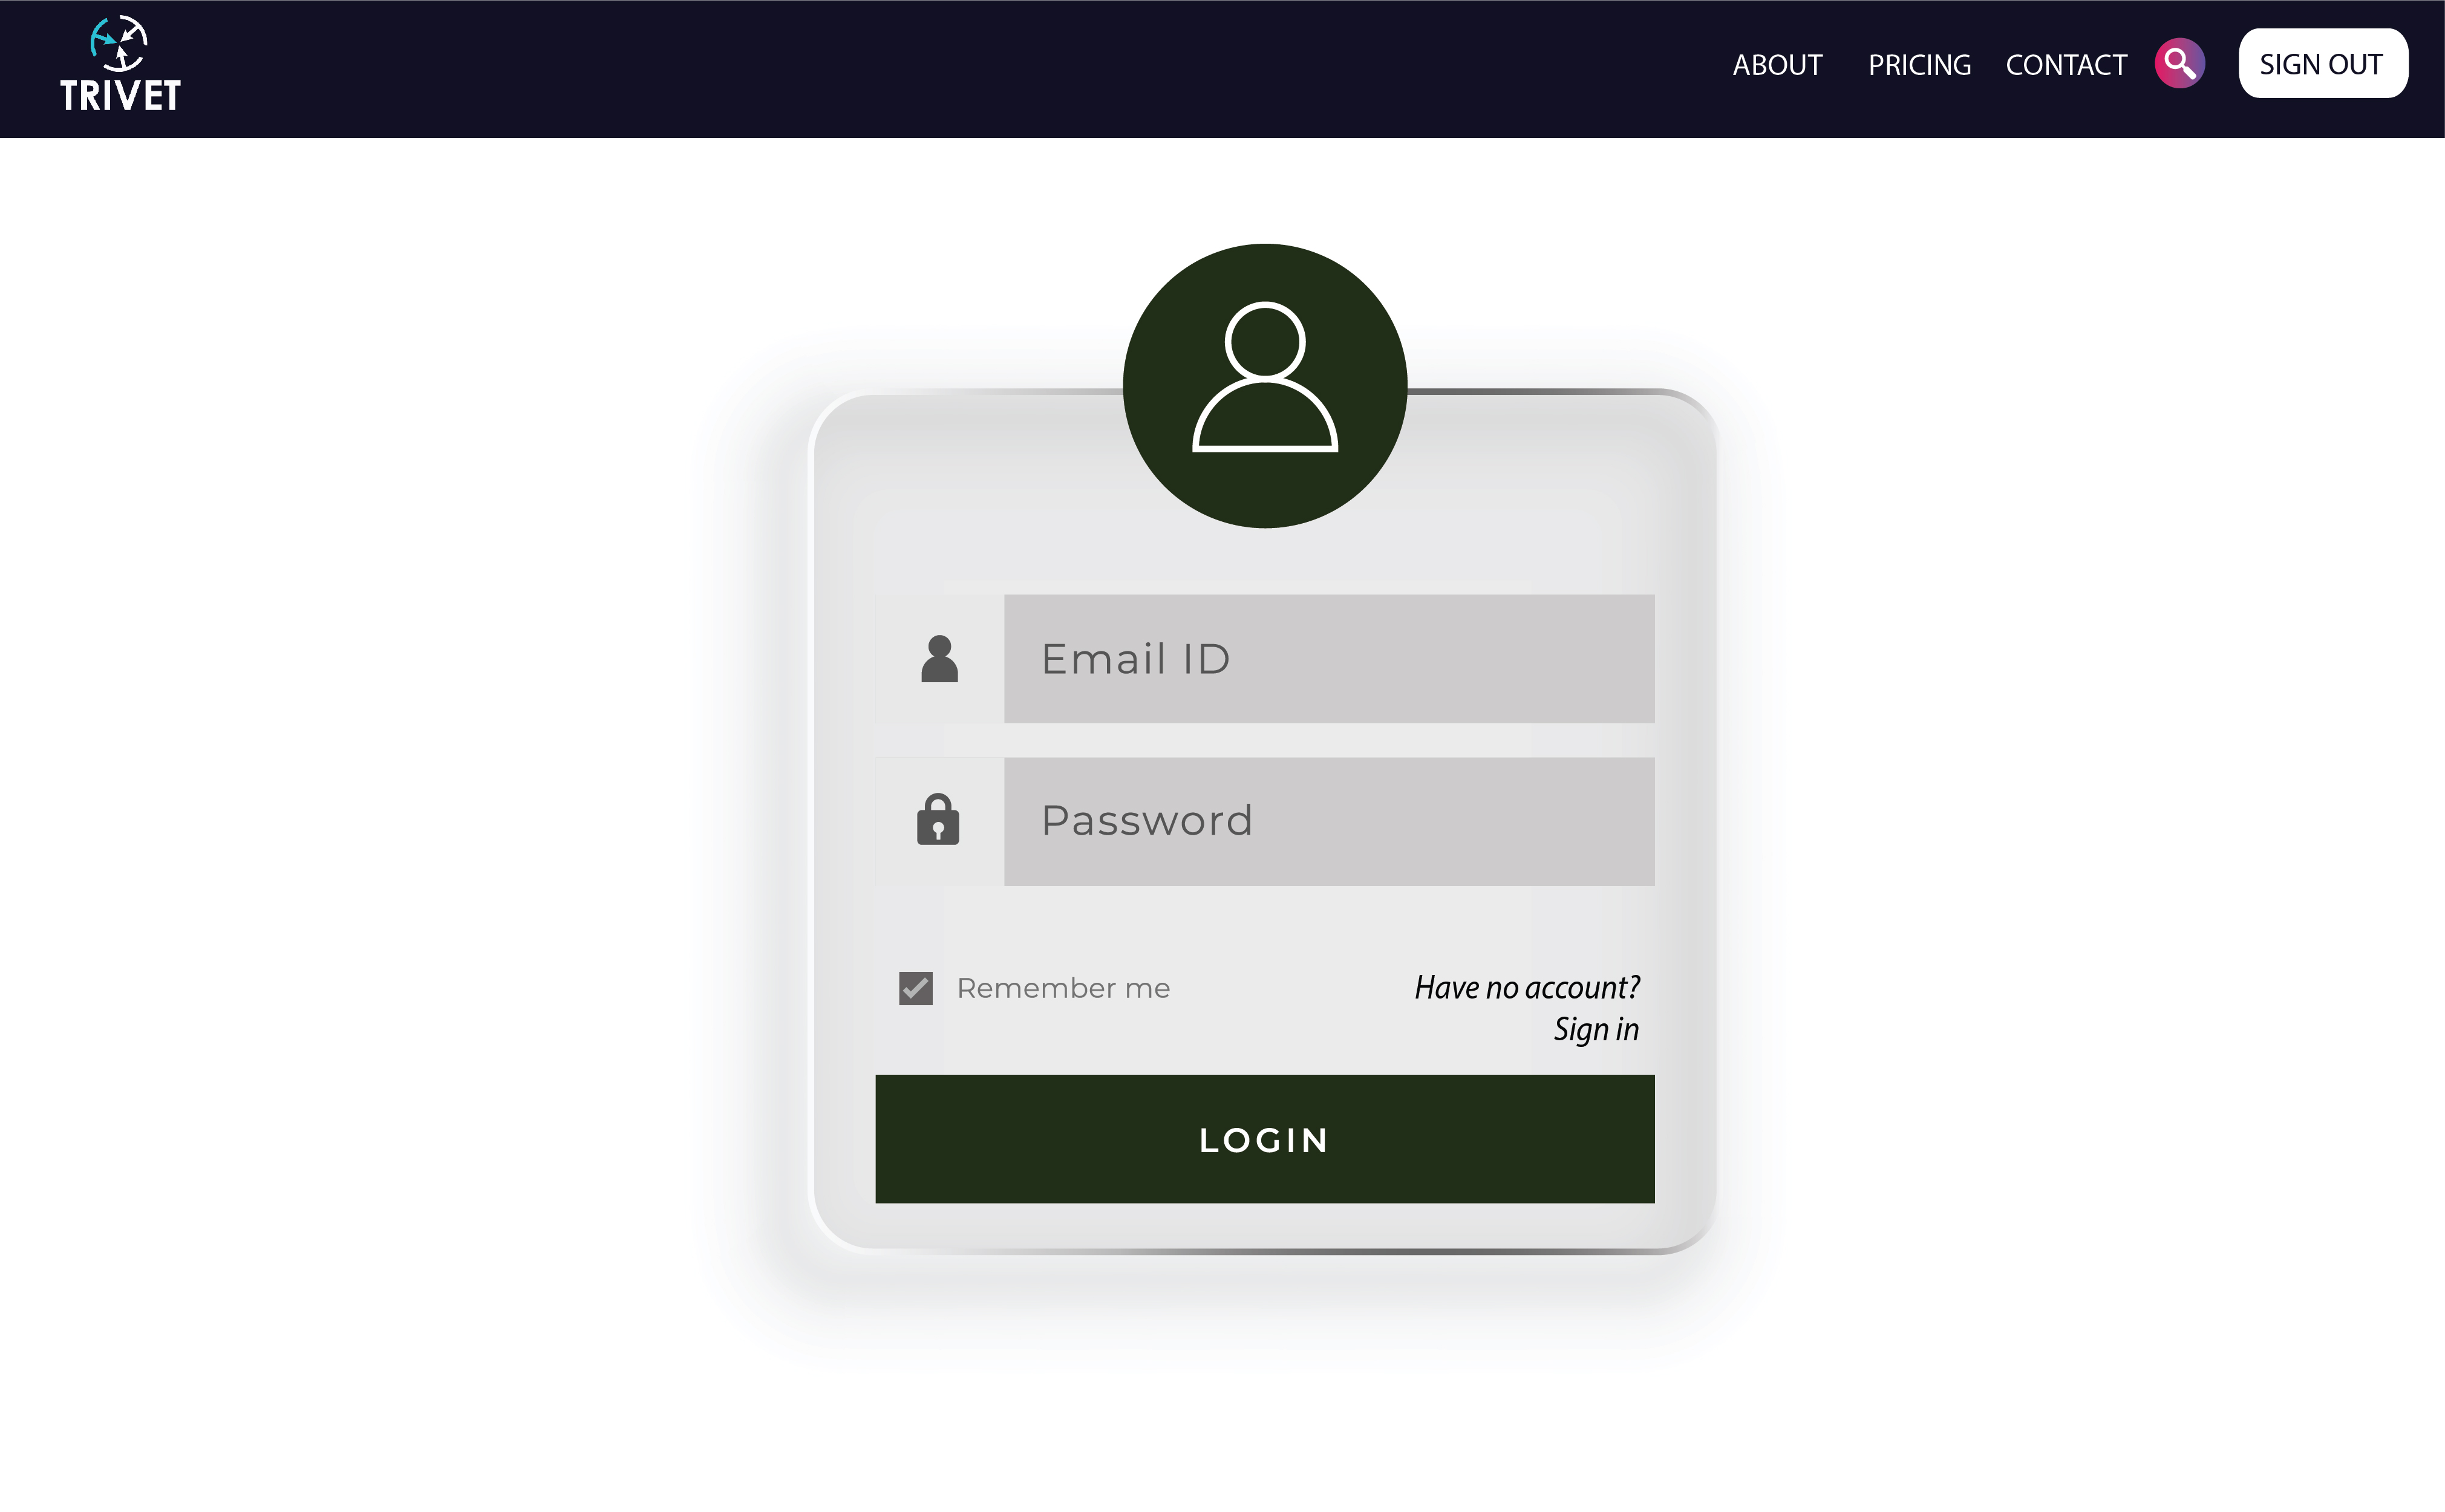 TRIVET
ABOUT PRICING CONTACT SIGN OUT
Email ID
Password
Remember me
Have no account?
Sign in
LOGIN